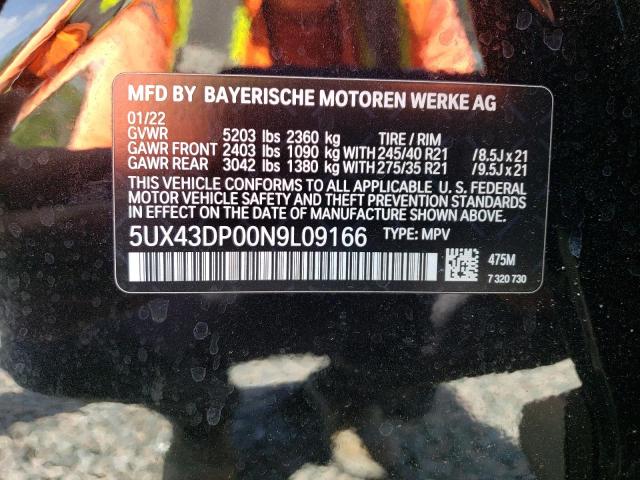 MFD BY BAYERISCHE MOTOREN WERKE AG
01/22
GVWR 5203 lbs 2360 kg TIRE / RIM
GAWR FRONT 2403 lbs 1090 kg WITH 245/40 R21 /8.5J x 21
GAWR REAR 3042 lbs 1380 kg WITH 275/35 R21 /9.5J x 21
THIS VEHICLE CONFORMS TO ALL APPLICABLE U. S. FEDERAL
MOTOR VEHICLE SAFETY AND THEFT PREVENTION STANDARDS
IN EFFECT ON THE DATE OF MANUFACTURE SHOWN ABOVE.
5UX43DP00N9L09166 TYPE: MPV
475M
7 320 730